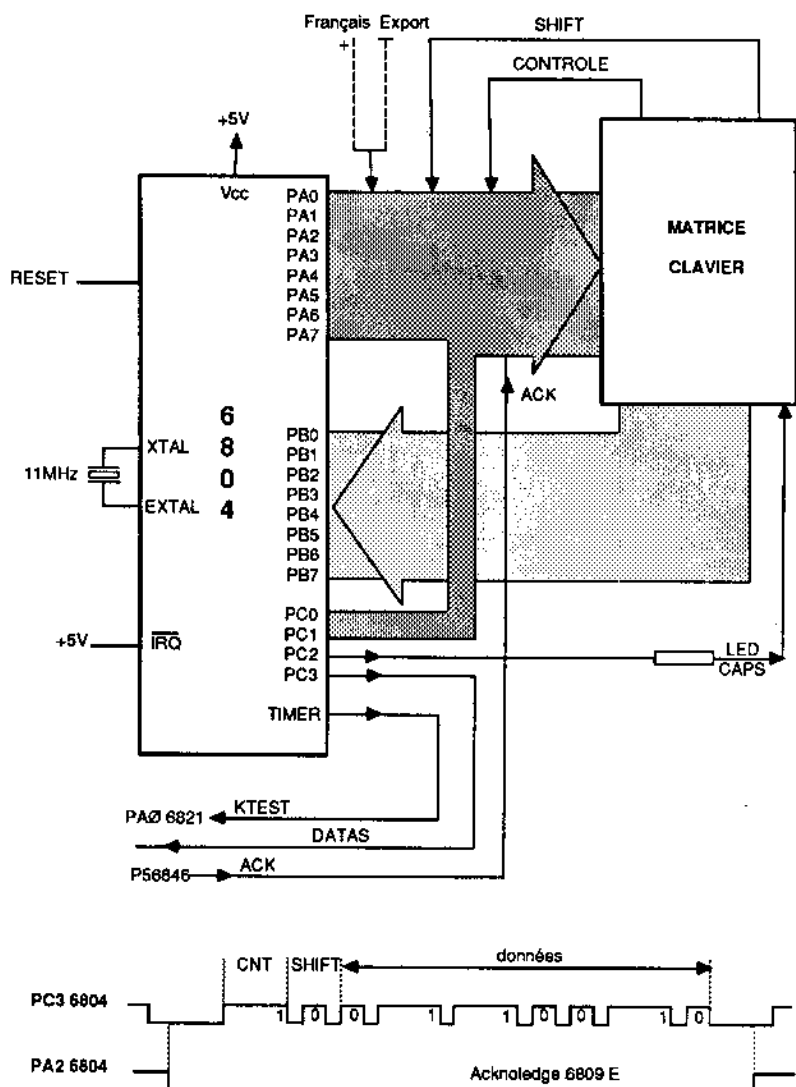 Français Export
+
SHIFT
CONTROLE
+5V
Vcc
PA0
PA1
PA2
PA3
PA4
PA5
PA6
PA7
MATRICE
CLAVIER
RESET
ACK
6
8
0
4
XTAL
11MHz
EXTAL
PB0
PB1
PB2
PB3
PB4
PB5
PB6
PB7
+5V
IRQ
PC0
PC1
PC2
PC3
LED
CAPS
TIMER
PAØ 6821
KTEST
DATAS
P56846
ACK
CNT
SHIFT
données
PC3 6804
1 0 0 1 1 0 0 1 0
PA2 6804
Acknoledge 6809 E